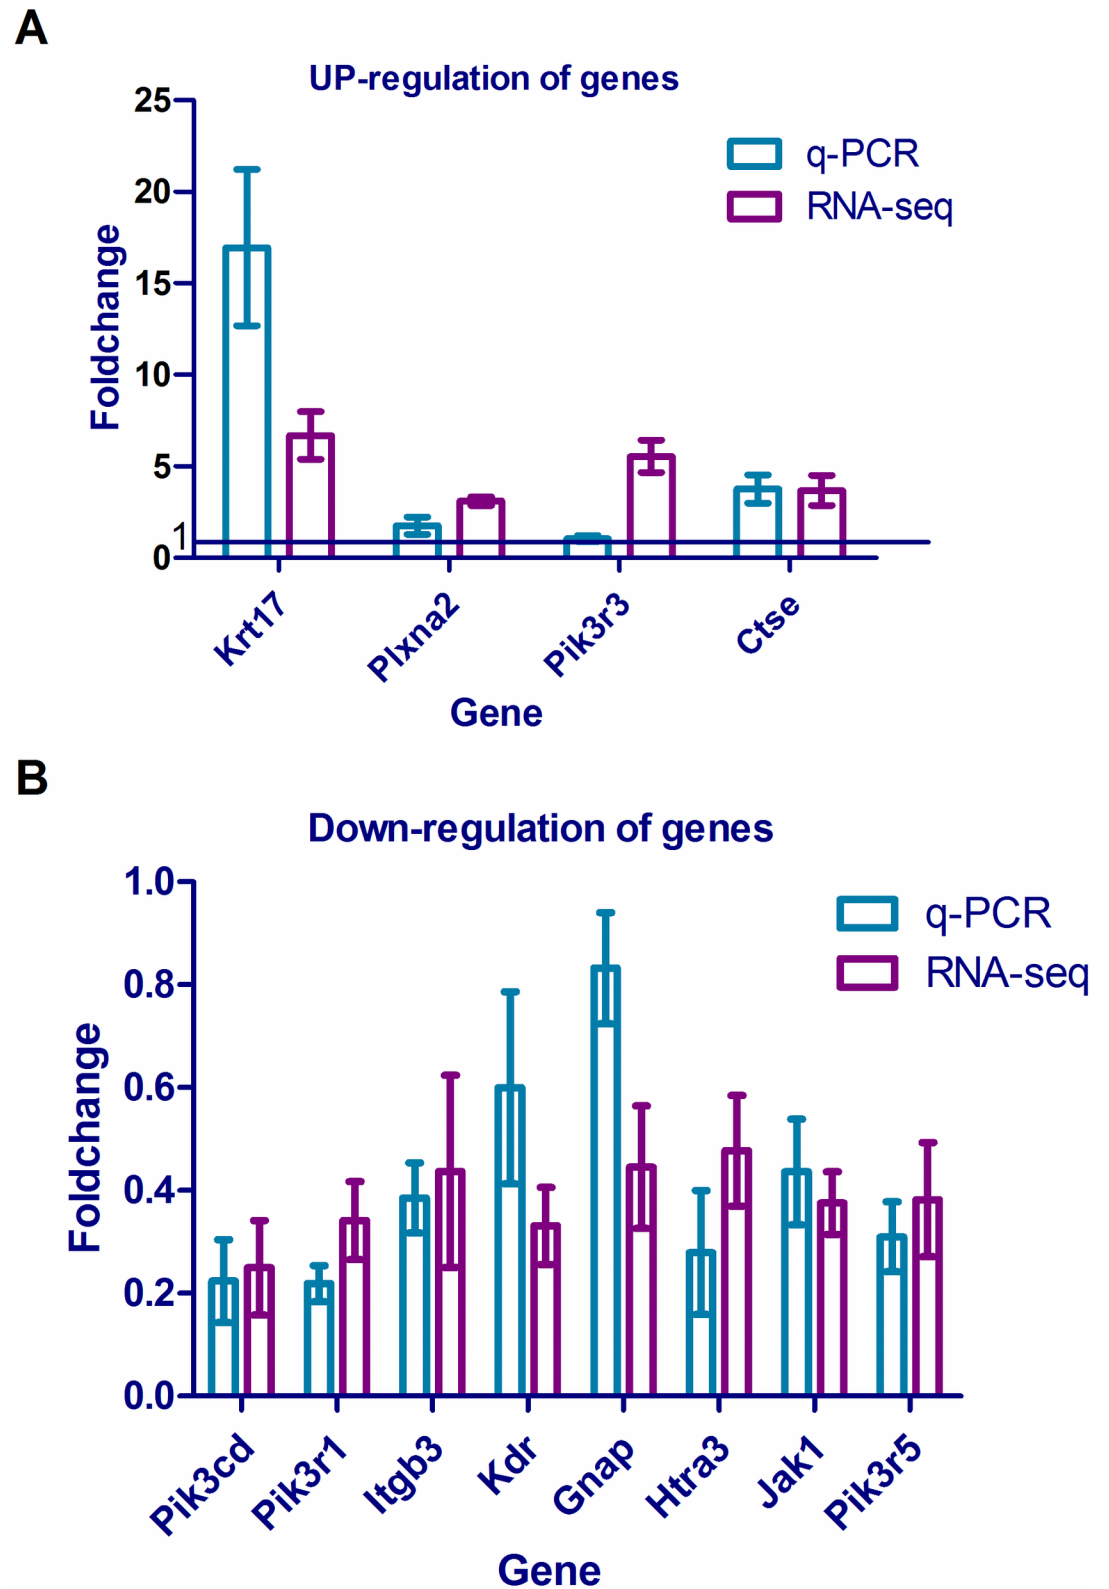 A
UP-regulation of genes
25
20
15
10
5
1
0
Foldchange
q-PCR
RNA-seq
Krt17
Plxna2
Pik3r3
Ctse
Gene
B
Down-regulation of genes
1.0
0.8
0.6
0.4
0.2
0.0
Foldchange
q-PCR
RNA-seq
Pik3cd
Pik3r1
Itgb3
Kdr
Gnap
Htra3
Jak1
Pik3r5
Gene